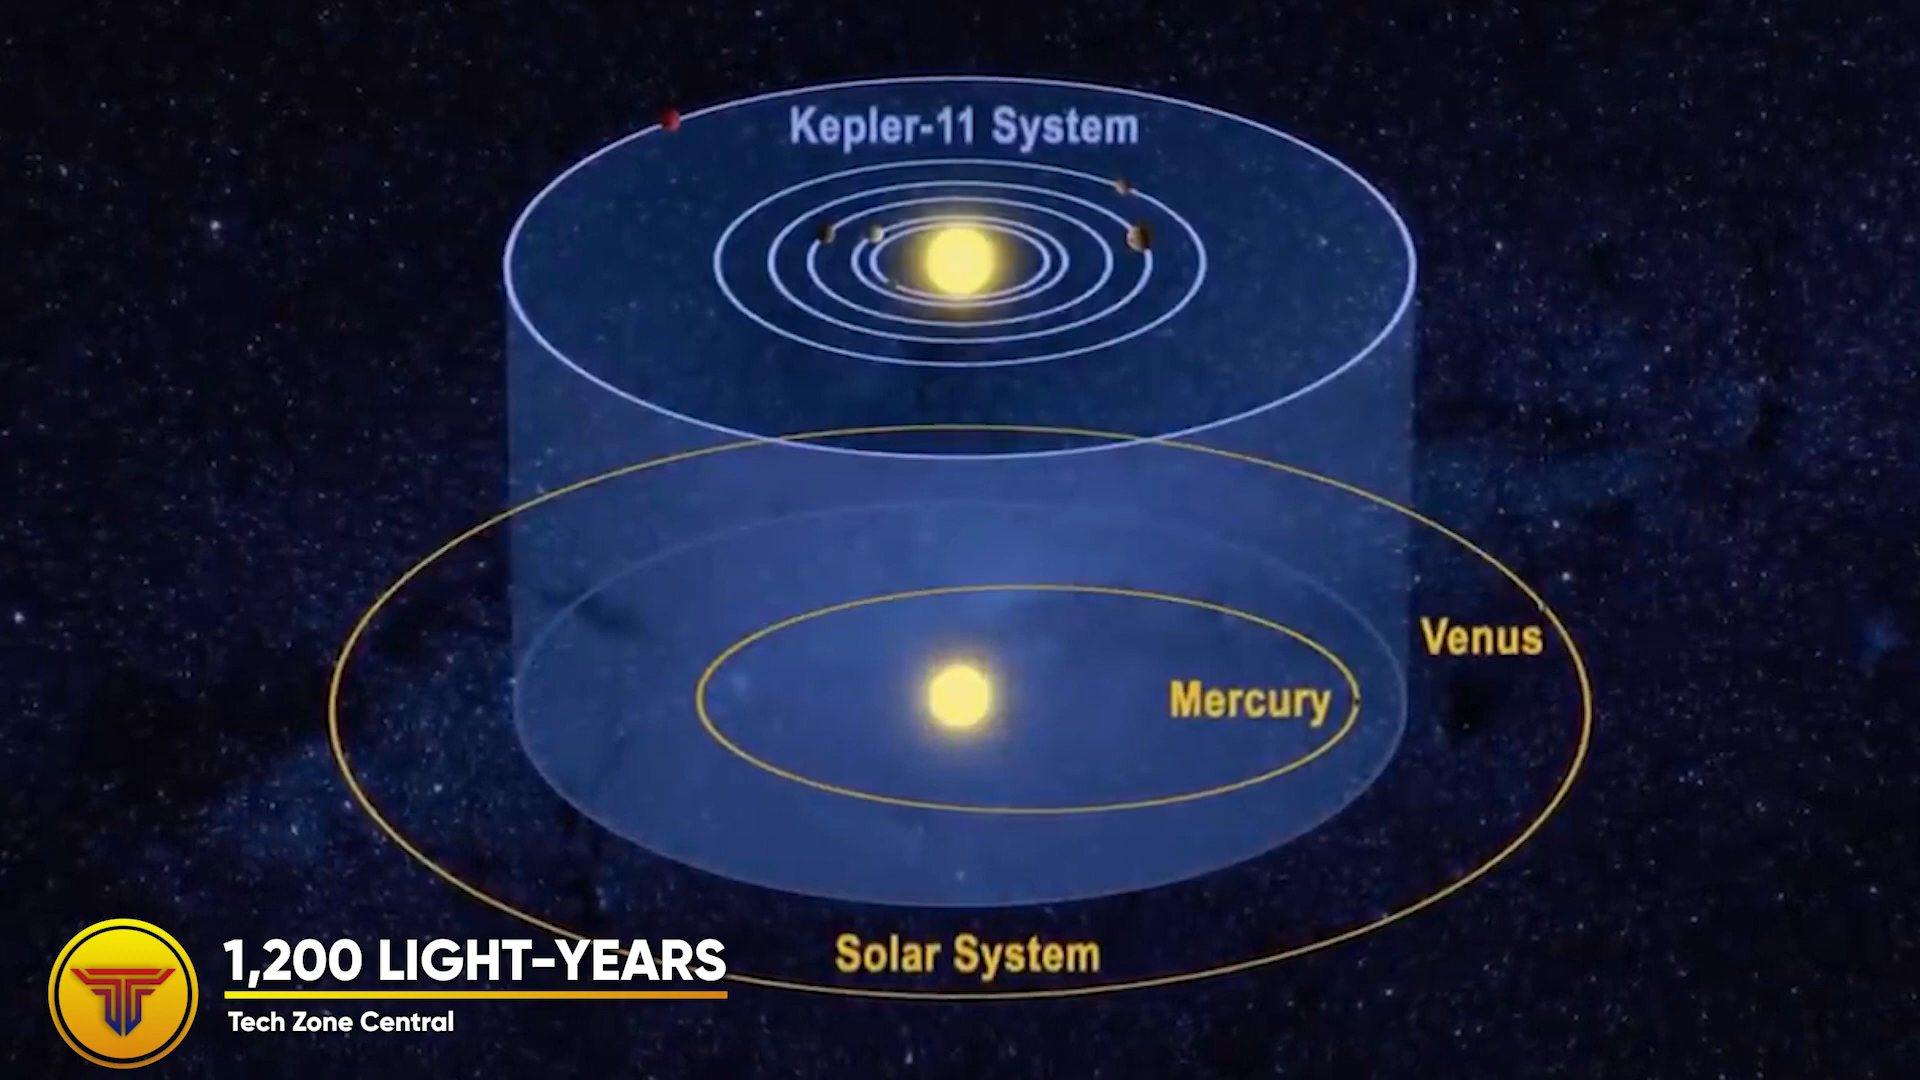 Kepler-11 System
Venus
Mercury
Solar System
1,200 LIGHT-YEARS
Tech Zone Central